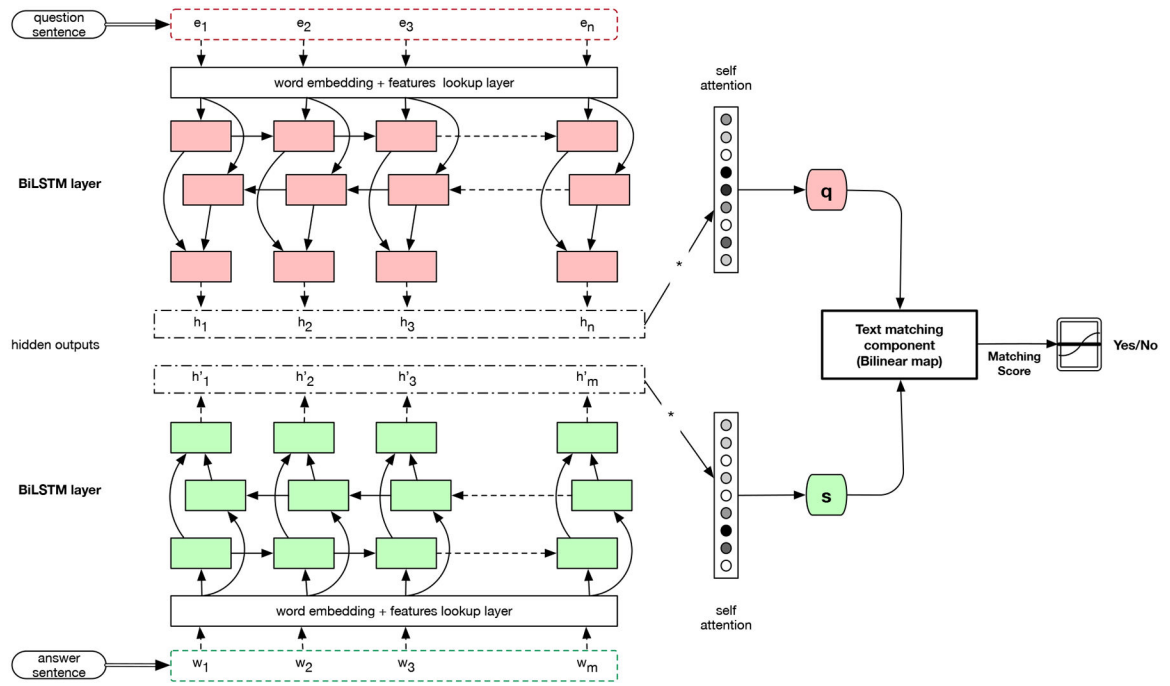 question
sentence
e1 e2 e3 en
word embedding + features lookup layer
self
attention
BiLSTM layer
q
*
h1 h2 h3 hn
hidden outputs
Text matching
component
(Bilinear map)
Matching
Score
Yes/No
h'1 h'2 h'3 h'm
*
BiLSTM layer
s
word embedding + features lookup layer
self
attention
answer
sentence
w1 w2 w3 wm